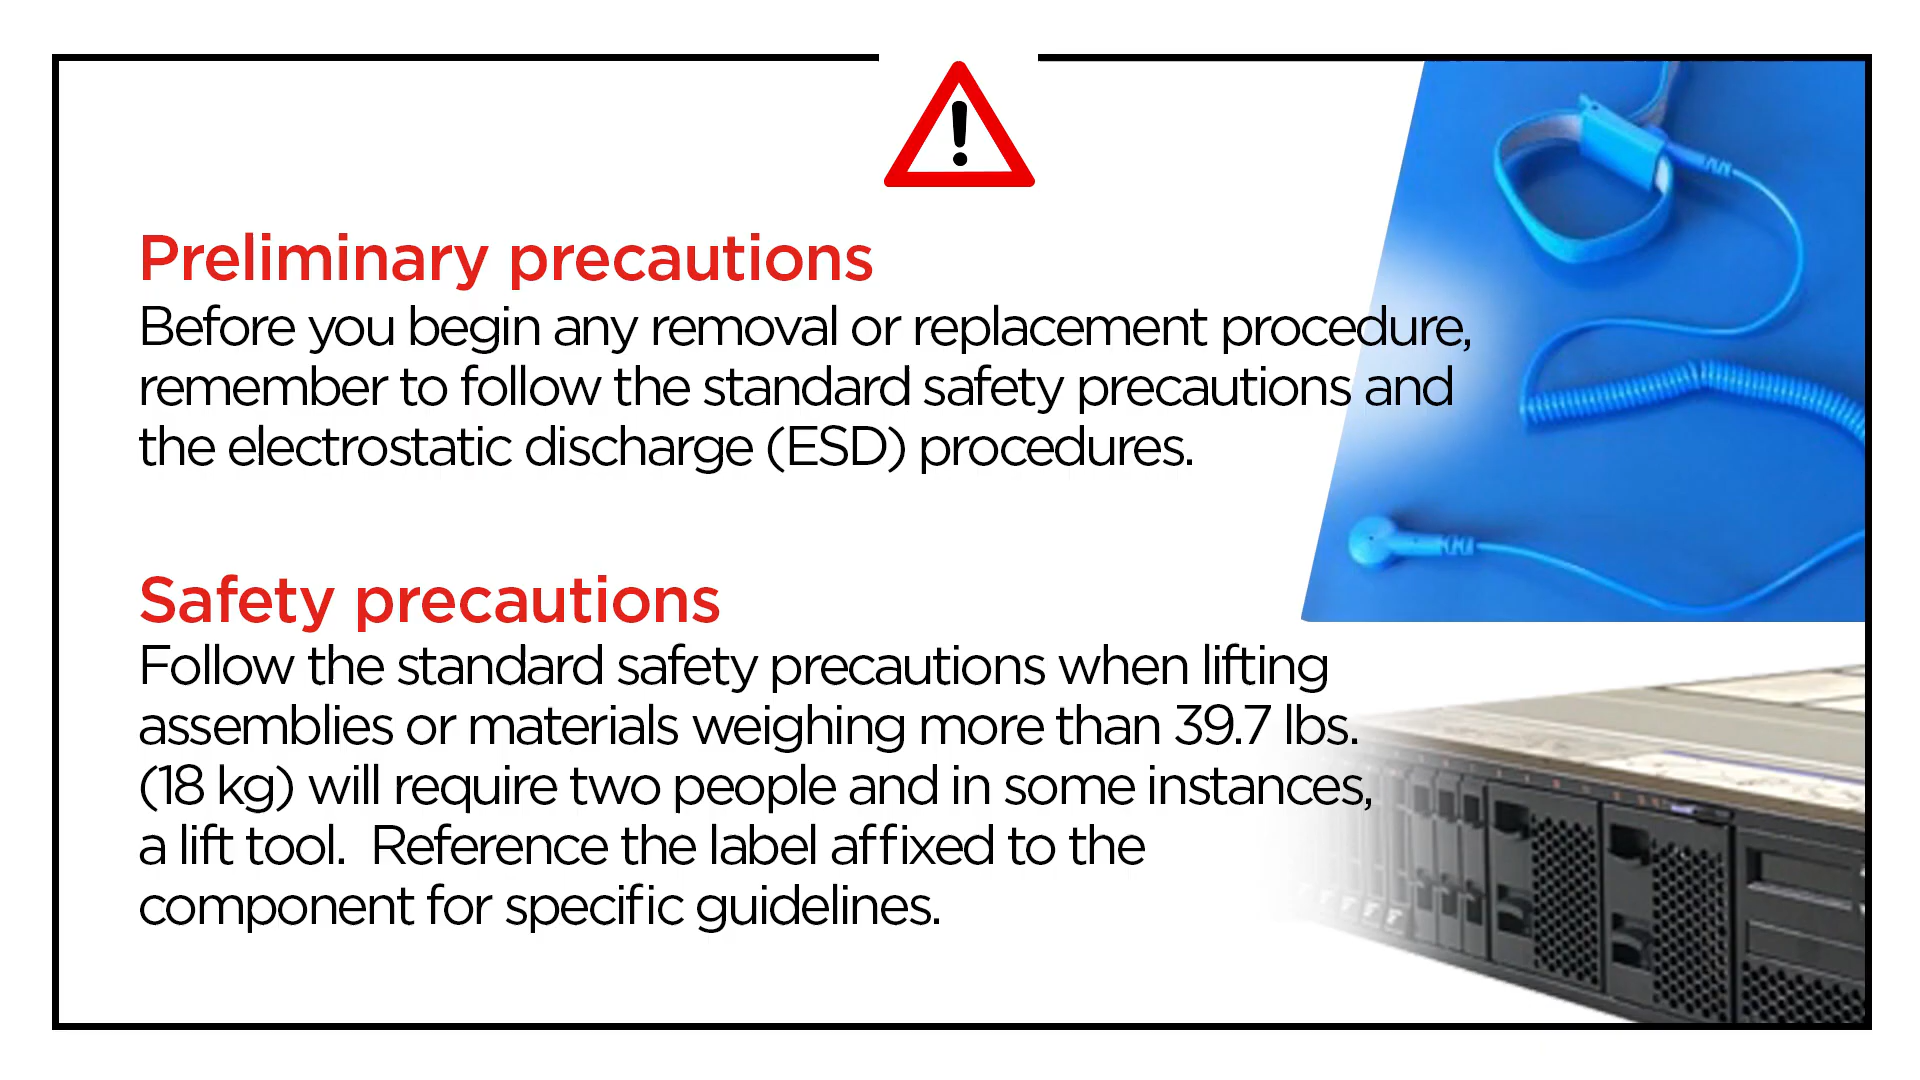 Preliminary precautions
Before you begin any removal or replacement procedure,
remember to follow the standard safety precautions and
the electrostatic discharge (ESD) procedures.
Safety precautions
Follow the standard safety precautions when lifting
assemblies or materials weighing more than 39.7 lbs.
(18 kg) will require two people and in some instances,
a lift tool.  Reference the label affixed to the
component for specific guidelines.